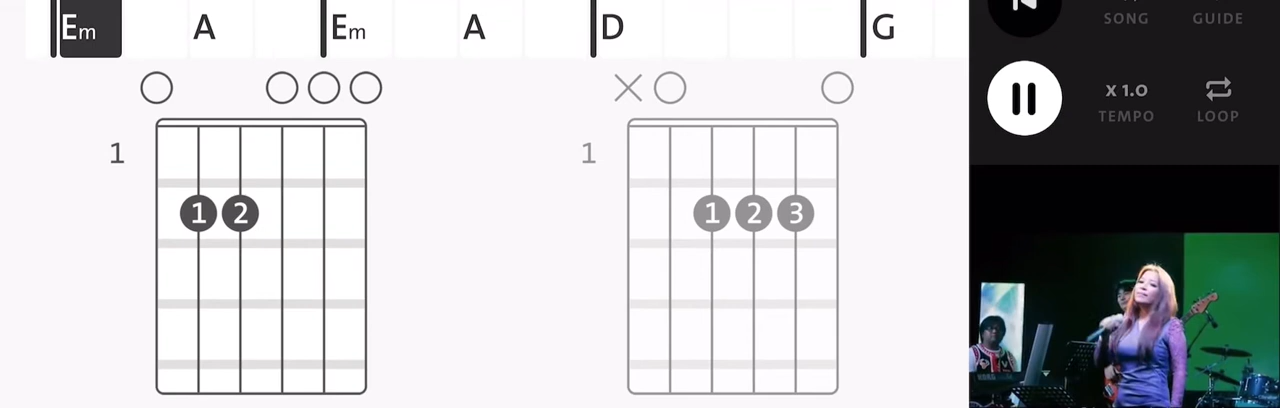 Em A Em A D G
SONG GUIDE
x 1.0
TEMPO LOOP
1 1
1 2 1 2 3